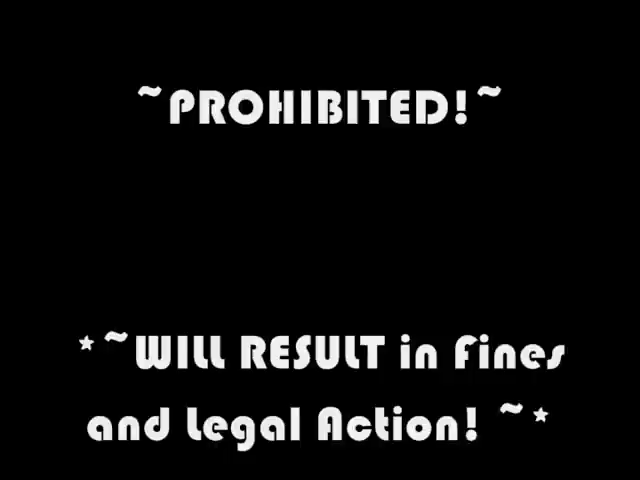 ~PROHIBITED!~
*~WILL RESULT in Fines
and Legal Action! ~*